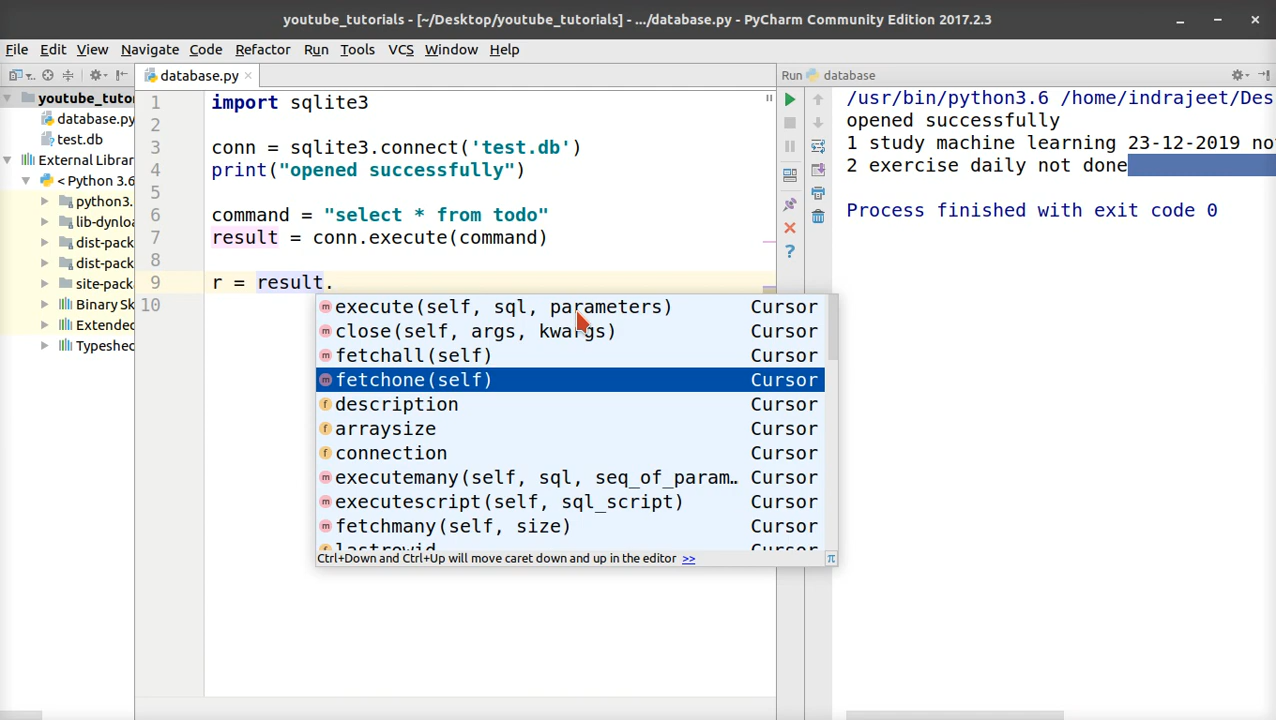 youtube_tutorials - [~/Desktop/youtube_tutorials] - .../database.py - PyCharm Community Edition 2017.2.3
File Edit View Navigate Code Refactor Run Tools VCS Window Help
database.py
Run database
youtube_tuto
database.py
test.db
External Librar
< Python 3.6
python3.
lib-dynloa
dist-pack
dist-pack
site-pack
Binary Sk
Extended
Typeshed
1 import sqlite3
2
3 conn = sqlite3.connect('test.db')
4 print("opened successfully")
5
6 command = "select * from todo"
7 result = conn.execute(command)
8
9 r = result.
10
execute(self, sql, parameters) Cursor
close(self, args, kwargs) Cursor
fetchall(self) Cursor
fetchone(self) Cursor
description Cursor
arraysize Cursor
connection Cursor
executemany(self, sql, seq_of_param… Cursor
executescript(self, sql_script) Cursor
fetchmany(self, size) Cursor
lastrowid Cursor
Ctrl+Down and Ctrl+Up will move caret down and up in the editor >>
π
/usr/bin/python3.6 /home/indrajeet/Des
opened successfully
1 study machine learning 23-12-2019 no
2 exercise daily not done
Process finished with exit code 0